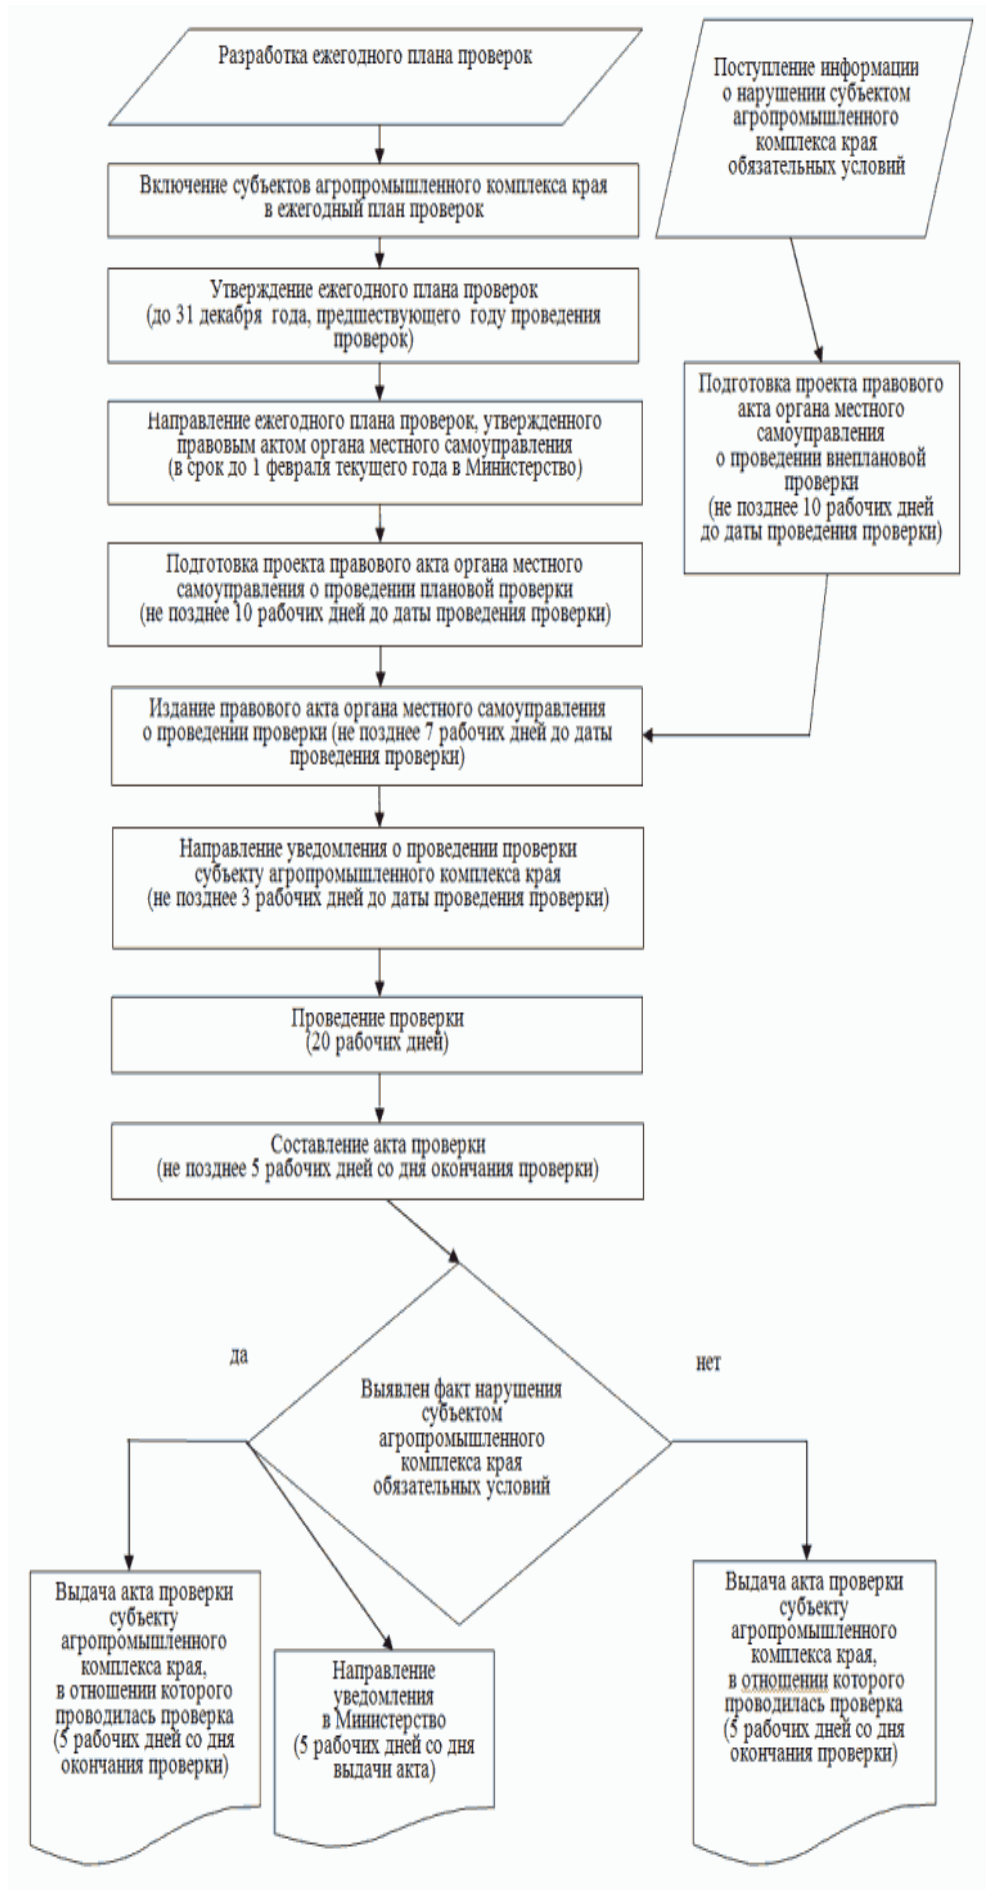 Разработка ежегодного плана проверок
Поступление информации
о нарушении субъектом
агропромышленного
комплекса края
обязательных условий
Включение субъектов агропромышленного комплекса края
в ежегодный план проверок
Утверждение ежегодного плана проверок
(до 31 декабря года, предшествующего году проведения
проверок)
Направление ежегодного плана проверок, утвержденного
правовым актом органа местного самоуправления
(в срок до 1 февраля текущего года в Министерство)
Подготовка проекта правового
акта органа местного
самоуправления
о проведении внеплановой
проверки
(не позднее 10 рабочих дней
до даты проведения проверки)
Подготовка проекта правового акта органа местного
самоуправления о проведении плановой проверки
(не позднее 10 рабочих дней до даты проведения проверки)
Издание правового акта органа местного самоуправления
о проведении проверки (не позднее 7 рабочих дней до даты
проведения проверки)
Направление уведомления о проведении проверки
субъекту агропромышленного комплекса края
(не позднее 3 рабочих дней до даты проведения проверки)
Проведение проверки
(20 рабочих дней)
Составление акта проверки
(не позднее 5 рабочих дней со дня окончания проверки)
да
нет
Выявлен факт нарушения
субъектом
агропромышленного
комплекса края
обязательных условий
Выдача акта проверки
субъекту
агропромышленного
комплекса края,
в отношении которого
проводилась проверка
(5 рабочих дней со дня
окончания проверки)
Направление
уведомления
в Министерство
(5 рабочих дней со дня
выдачи акта)
Выдача акта проверки
субъекту
агропромышленного
комплекса края,
в отношении которого
проводилась проверка
(5 рабочих дней со дня
окончания проверки)